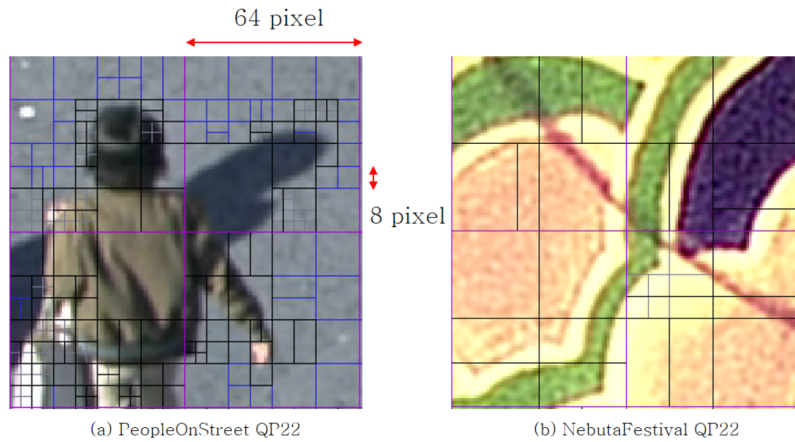 64 pixel
8 pixel
(a) PeopleOnStreet QP22
(b) NebutaFestival QP22